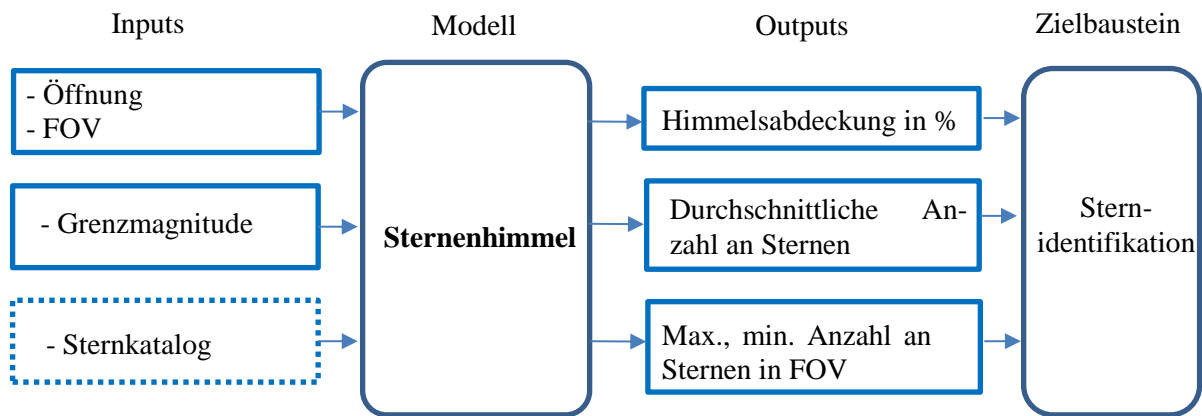 Inputs
Modell
Outputs
Zielbaustein
- Öffnung
- FOV
- Grenzmagnitude
- Sternkatalog
Sternenhimmel
Himmelsabdeckung in %
Durchschnittliche An-
zahl an Sternen
Max., min. Anzahl an
Sternen in FOV
Stern-
identifikation